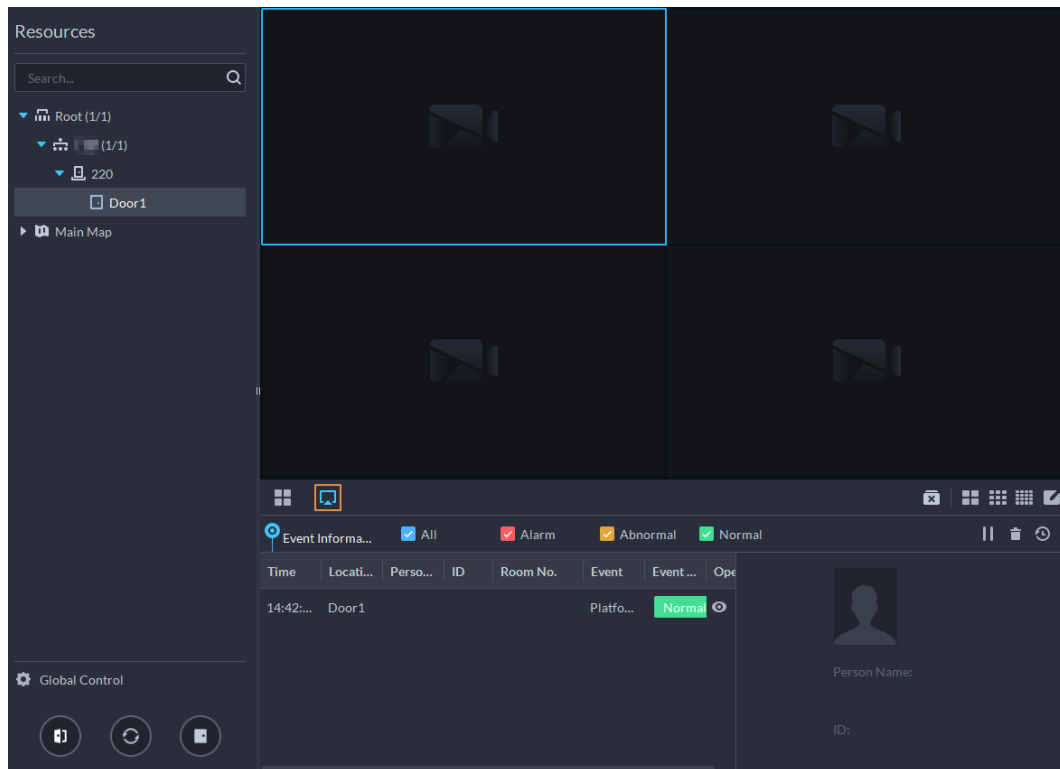 Resources
Search...
Root (1/1)
(1/1)
220
Door1
Main Map
Global Control
Event Informa... All Alarm Abnormal Normal
Time Locati... Perso... ID Room No. Event Event ... Ope
14:42:... Door1 Platfo... Normal
Person Name:
ID: